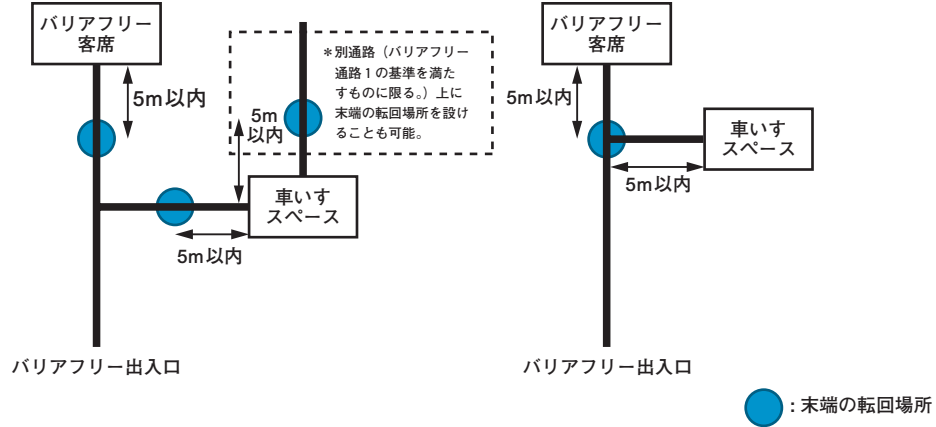 バリアフリー
客席
5m以内
＊別通路（バリアフリー
通路1の基準を満た
すものに限る。）上に
末端の転回場所を設け
ることも可能。
5m
以内
車いす
スペース
5m以内
バリアフリー出入口
バリアフリー
客席
5m以内
車いす
スペース
5m以内
バリアフリー出入口
：末端の転回場所